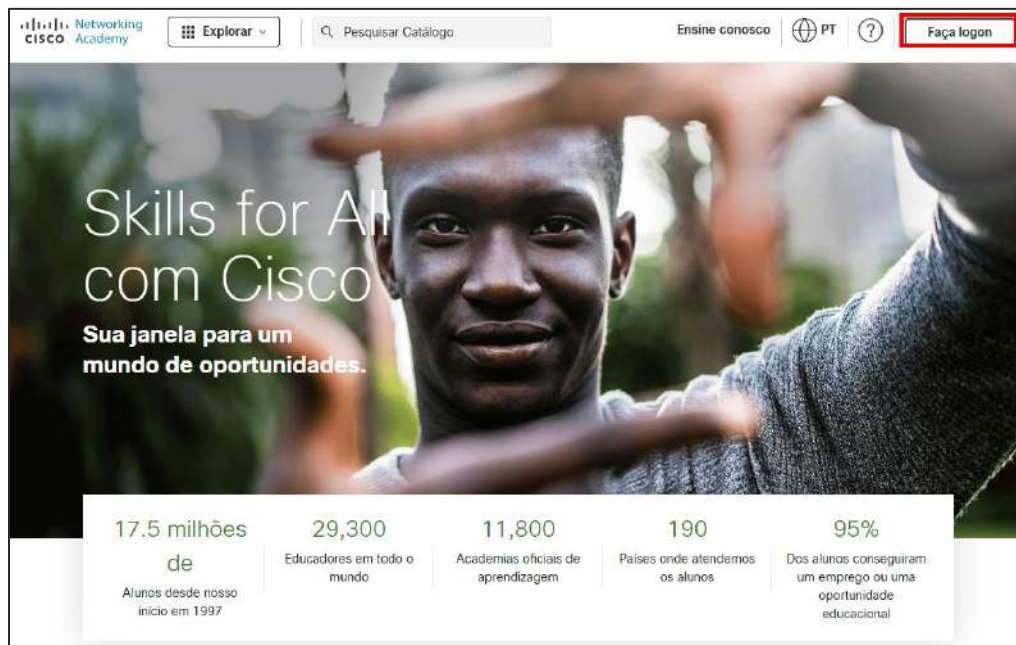 Networking
CISCO Academy
Explorar
Pesquisar Catálogo
Ensine conosco
PT
?
Faça logon
Skills for All
com Cisco
Sua janela para um
mundo de oportunidades.
17.5 milhões
de
Alunos desde nosso
início em 1997
29,300
Educadores em todo o
mundo
11,800
Academias oficiais de
aprendizagem
190
Países onde atendemos
os alunos
95%
Dos alunos conseguiram
um emprego ou uma
oportunidade
educacional